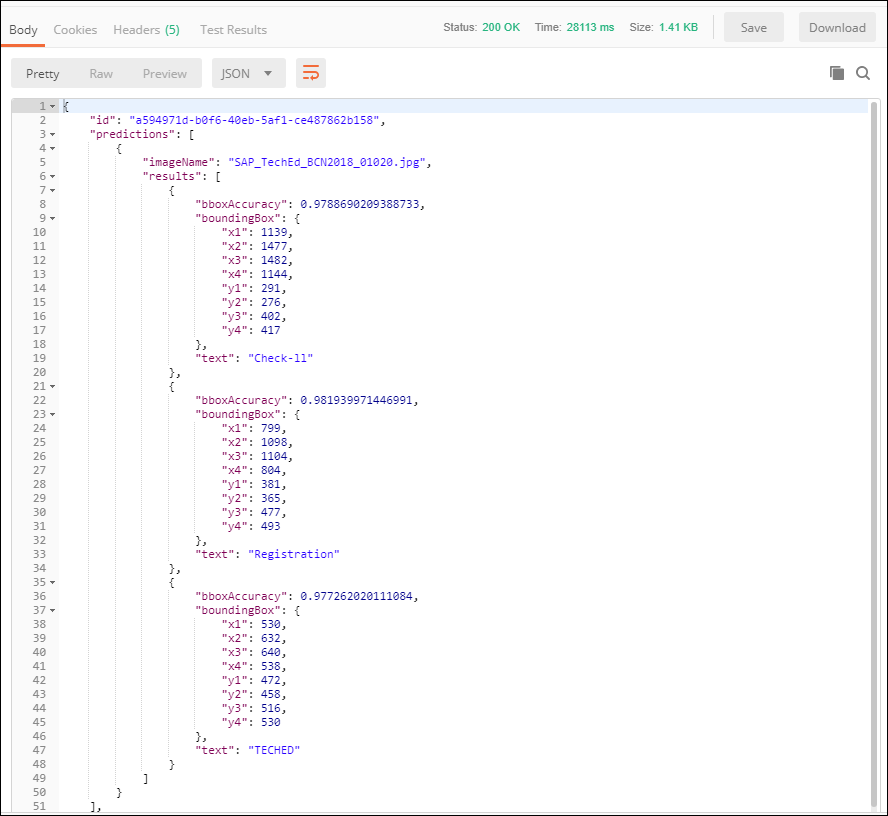 Body Cookies Headers (5) Test Results Status: 200 OK Time: 28113 ms Size: 1.41 KB Save Download
Pretty Raw Preview JSON
1 {
2 "id": "a594971d-b0f6-40eb-5af1-ce487862b158",
3 "predictions": [
4 {
5 "imageName": "SAP_TechEd_BCN2018_01020.jpg",
6 "results": [
7 {
8 "bboxAccuracy": 0.9788690209388733,
9 "boundingBox": {
10 "x1": 1139,
11 "x2": 1477,
12 "x3": 1482,
13 "x4": 1144,
14 "y1": 291,
15 "y2": 276,
16 "y3": 402,
17 "y4": 417
18 },
19 "text": "Check-ll"
20 },
21 {
22 "bboxAccuracy": 0.981939971446991,
23 "boundingBox": {
24 "x1": 799,
25 "x2": 1098,
26 "x3": 1104,
27 "x4": 804,
28 "y1": 381,
29 "y2": 365,
30 "y3": 477,
31 "y4": 493
32 },
33 "text": "Registration"
34 },
35 {
36 "bboxAccuracy": 0.977262020111084,
37 "boundingBox": {
38 "x1": 530,
39 "x2": 632,
40 "x3": 640,
41 "x4": 538,
42 "y1": 472,
43 "y2": 458,
44 "y3": 516,
45 "y4": 530
46 },
47 "text": "TECHED"
48 }
49 ]
50 }
51 ],